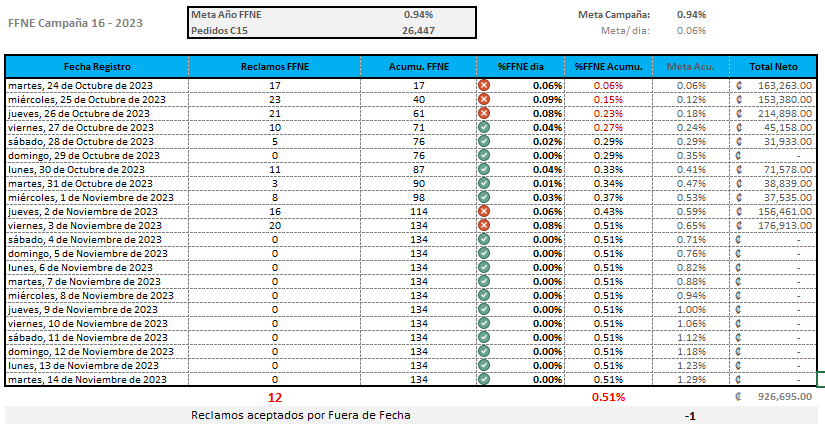 FFNE Campaña 16 - 2023
Meta Año FFNE 0.94%
Pedidos C15 26,447
Meta Campaña: 0.94%
Meta/ dia: 0.06%
Fecha Registro Reclamos FFNE Acumu. FFNE %FFNE dia %FFNE Acumu. Meta Acu. Total Neto
martes, 24 de Octubre de 2023 17 17 0.06% 0.06% 0.06% ₡ 163,263.00
miércoles, 25 de Octubre de 2023 23 40 0.09% 0.15% 0.12% ₡ 153,380.00
jueves, 26 de Octubre de 2023 21 61 0.08% 0.23% 0.18% ₡ 214,898.00
viernes, 27 de Octubre de 2023 10 71 0.04% 0.27% 0.24% ₡ 45,158.00
sábado, 28 de Octubre de 2023 5 76 0.02% 0.29% 0.29% ₡ 31,933.00
domingo, 29 de Octubre de 2023 0 76 0.00% 0.29% 0.35% ₡ -
lunes, 30 de Octubre de 2023 11 87 0.04% 0.33% 0.41% ₡ 71,578.00
martes, 31 de Octubre de 2023 3 90 0.01% 0.34% 0.47% ₡ 38,839.00
miércoles, 1 de Noviembre de 2023 8 98 0.03% 0.37% 0.53% ₡ 37,535.00
jueves, 2 de Noviembre de 2023 16 114 0.06% 0.43% 0.59% ₡ 156,461.00
viernes, 3 de Noviembre de 2023 20 134 0.08% 0.51% 0.65% ₡ 176,913.00
sábado, 4 de Noviembre de 2023 0 134 0.00% 0.51% 0.71% ₡ -
domingo, 5 de Noviembre de 2023 0 134 0.00% 0.51% 0.76% ₡ -
lunes, 6 de Noviembre de 2023 0 134 0.00% 0.51% 0.82% ₡ -
martes, 7 de Noviembre de 2023 0 134 0.00% 0.51% 0.88% ₡ -
miércoles, 8 de Noviembre de 2023 0 134 0.00% 0.51% 0.94% ₡ -
jueves, 9 de Noviembre de 2023 0 134 0.00% 0.51% 1.00% ₡ -
viernes, 10 de Noviembre de 2023 0 134 0.00% 0.51% 1.06% ₡ -
sábado, 11 de Noviembre de 2023 0 134 0.00% 0.51% 1.12% ₡ -
domingo, 12 de Noviembre de 2023 0 134 0.00% 0.51% 1.18% ₡ -
lunes, 13 de Noviembre de 2023 0 134 0.00% 0.51% 1.23% ₡ -
martes, 14 de Noviembre de 2023 0 134 0.00% 0.51% 1.29% ₡ -
12 0.51% ₡ 926,695.00
Reclamos aceptados por Fuera de Fecha -1